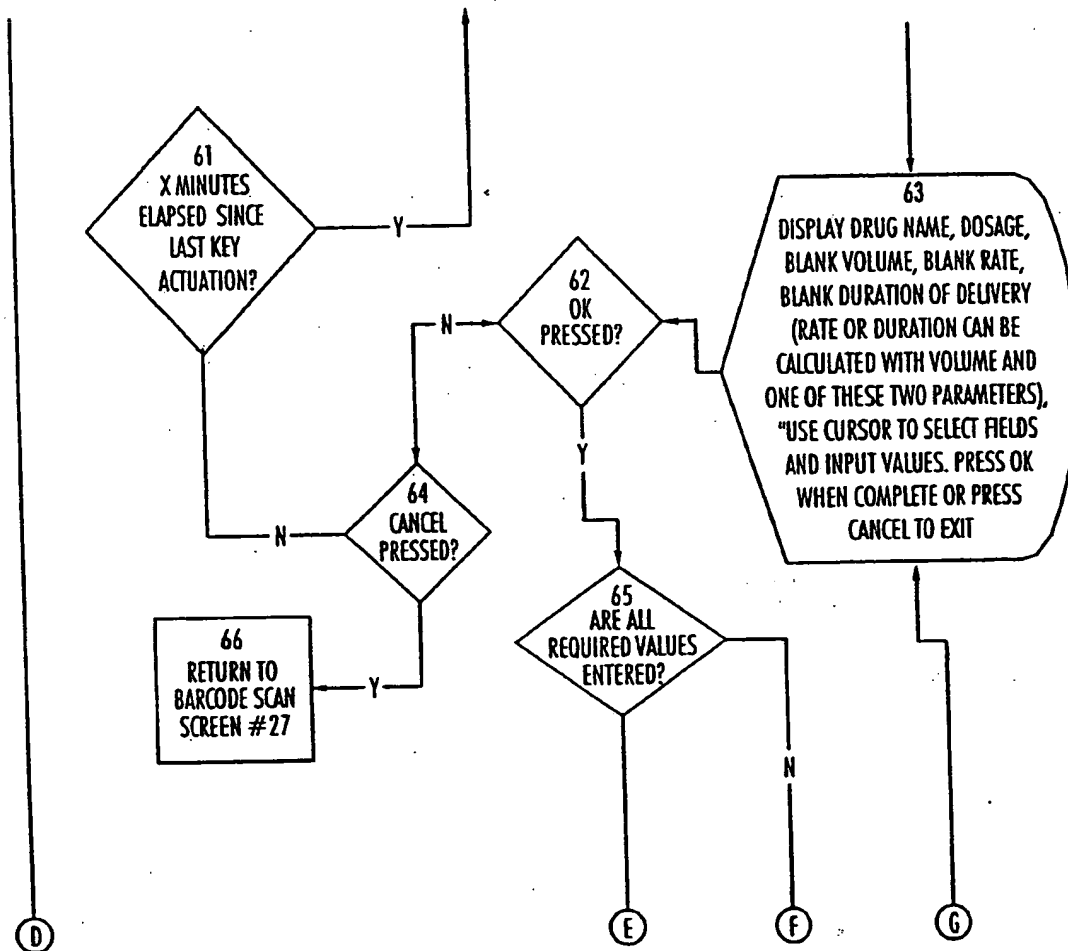 61
X MINUTES
ELAPSED SINCE
LAST KEY
ACTUATION?
Y
62
OK
PRESSED?
N
Y
63
DISPLAY DRUG NAME, DOSAGE,
BLANK VOLUME, BLANK RATE,
BLANK DURATION OF DELIVERY
(RATE OR DURATION CAN BE
CALCULATED WITH VOLUME AND
ONE OF THESE TWO PARAMETERS),
"USE CURSOR TO SELECT FIELDS
AND INPUT VALUES. PRESS OK
WHEN COMPLETE OR PRESS
CANCEL TO EXIT
64
CANCEL
PRESSED?
N
Y
65
ARE ALL
REQUIRED VALUES
ENTERED?
N
66
RETURN TO
BARCODE SCAN
SCREEN #27
D
E
F
G